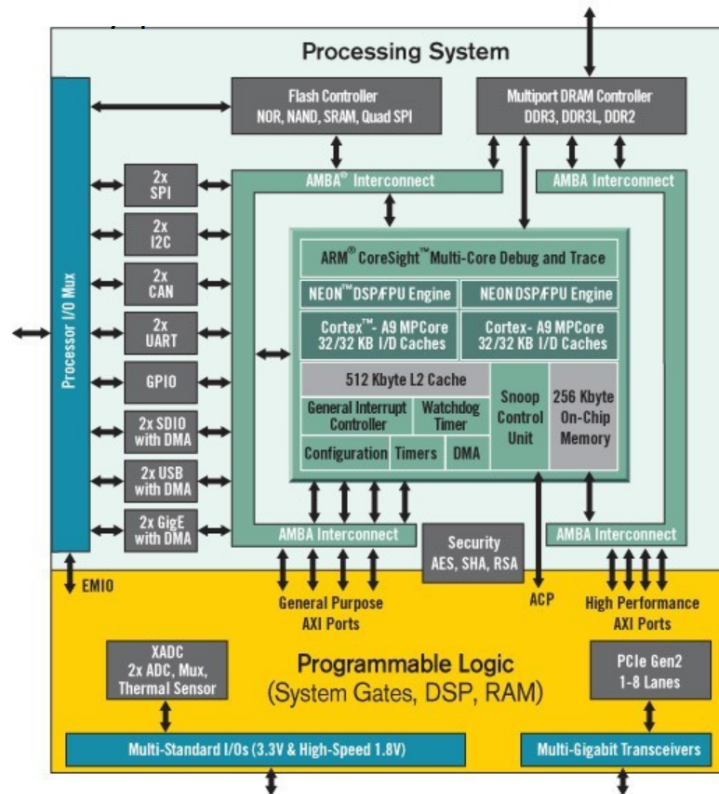 Processing System
Flash Controller
NOR, NAND, SRAM, Quad SPI
Multiport DRAM Controller
DDR3, DDR3L, DDR2
AMBA® Interconnect
AMBA Interconnect
Processor I/O Mux
2x
SPI
2x
I2C
2x
CAN
2x
UART
GPIO
2x SDIO
with DMA
2x USB
with DMA
2x GigE
with DMA
ARM® CoreSight™ Multi-Core Debug and Trace
NEON™ DSP/FPU Engine
NEON DSP/FPU Engine
Cortex™- A9 MPCore
32/32 KB I/D Caches
Cortex- A9 MPCore
32/32 KB I/D Caches
512 Kbyte L2 Cache
General Interrupt
Controller
Watchdog
Timer
Configuration
Timers
DMA
Snoop
Control
Unit
256 Kbyte
On-Chip
Memory
AMBA Interconnect
AMBA Interconnect
Security
AES, SHA, RSA
EMIO
General Purpose
AXI Ports
ACP
High Performance
AXI Ports
XADC
2x ADC, Mux,
Thermal Sensor
Programmable Logic
(System Gates, DSP, RAM)
PCIe Gen2
1-8 Lanes
Multi-Standard I/Os (3.3V & High-Speed 1.8V)
Multi-Gigabit Transceivers